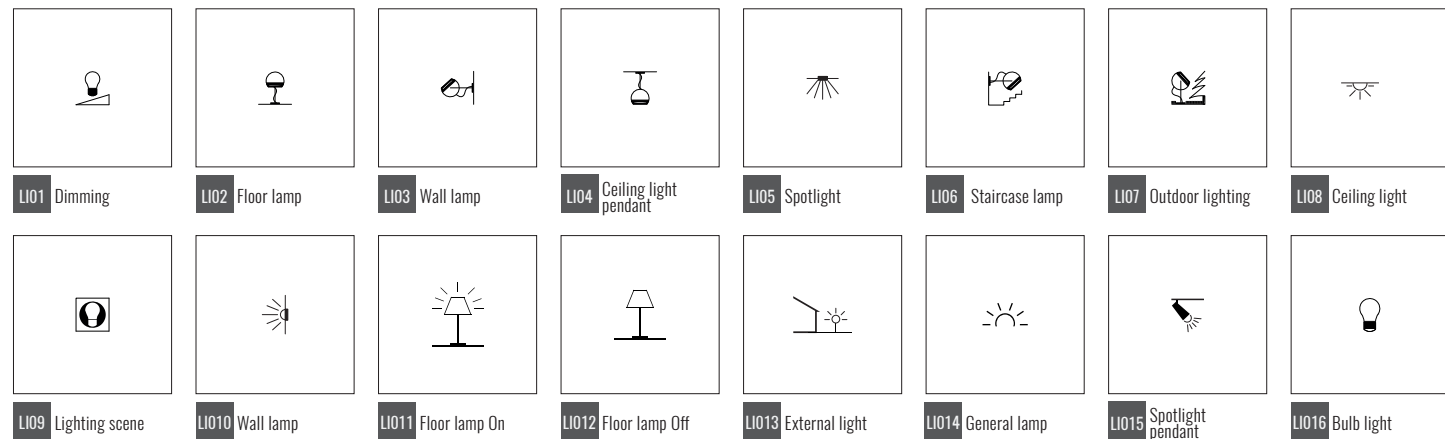 LI01 Dimming
LI02 Floor lamp
LI03 Wall lamp
LI04 Ceiling light
pendant
LI05 Spotlight
LI06 Staircase lamp
LI07 Outdoor lighting
LI08 Ceiling light
LI09 Lighting scene
LI010 Wall lamp
LI011 Floor lamp On
LI012 Floor lamp Off
LI013 External light
LI014 General lamp
LI015 Spotlight
pendant
LI016 Bulb light